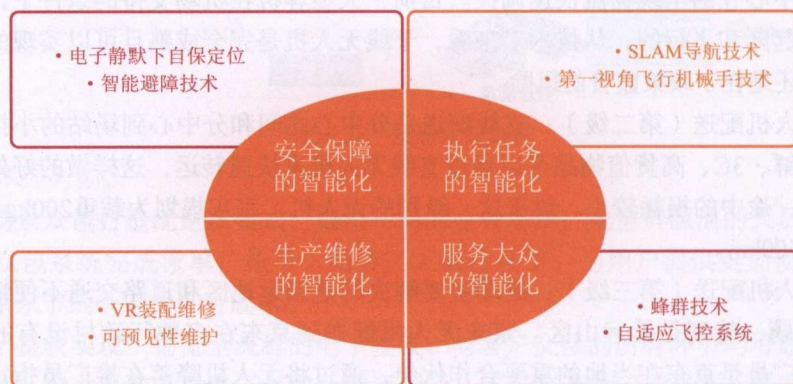 · 电子静默下自保定位
· 智能避障技术
· SLAM导航技术
· 第一视角飞行机械手技术
安全保障
的智能化
执行任务
的智能化
生产维修
的智能化
服务大众
的智能化
· VR装配维修
· 可预见性维护
· 蜂群技术
· 自适应飞控系统